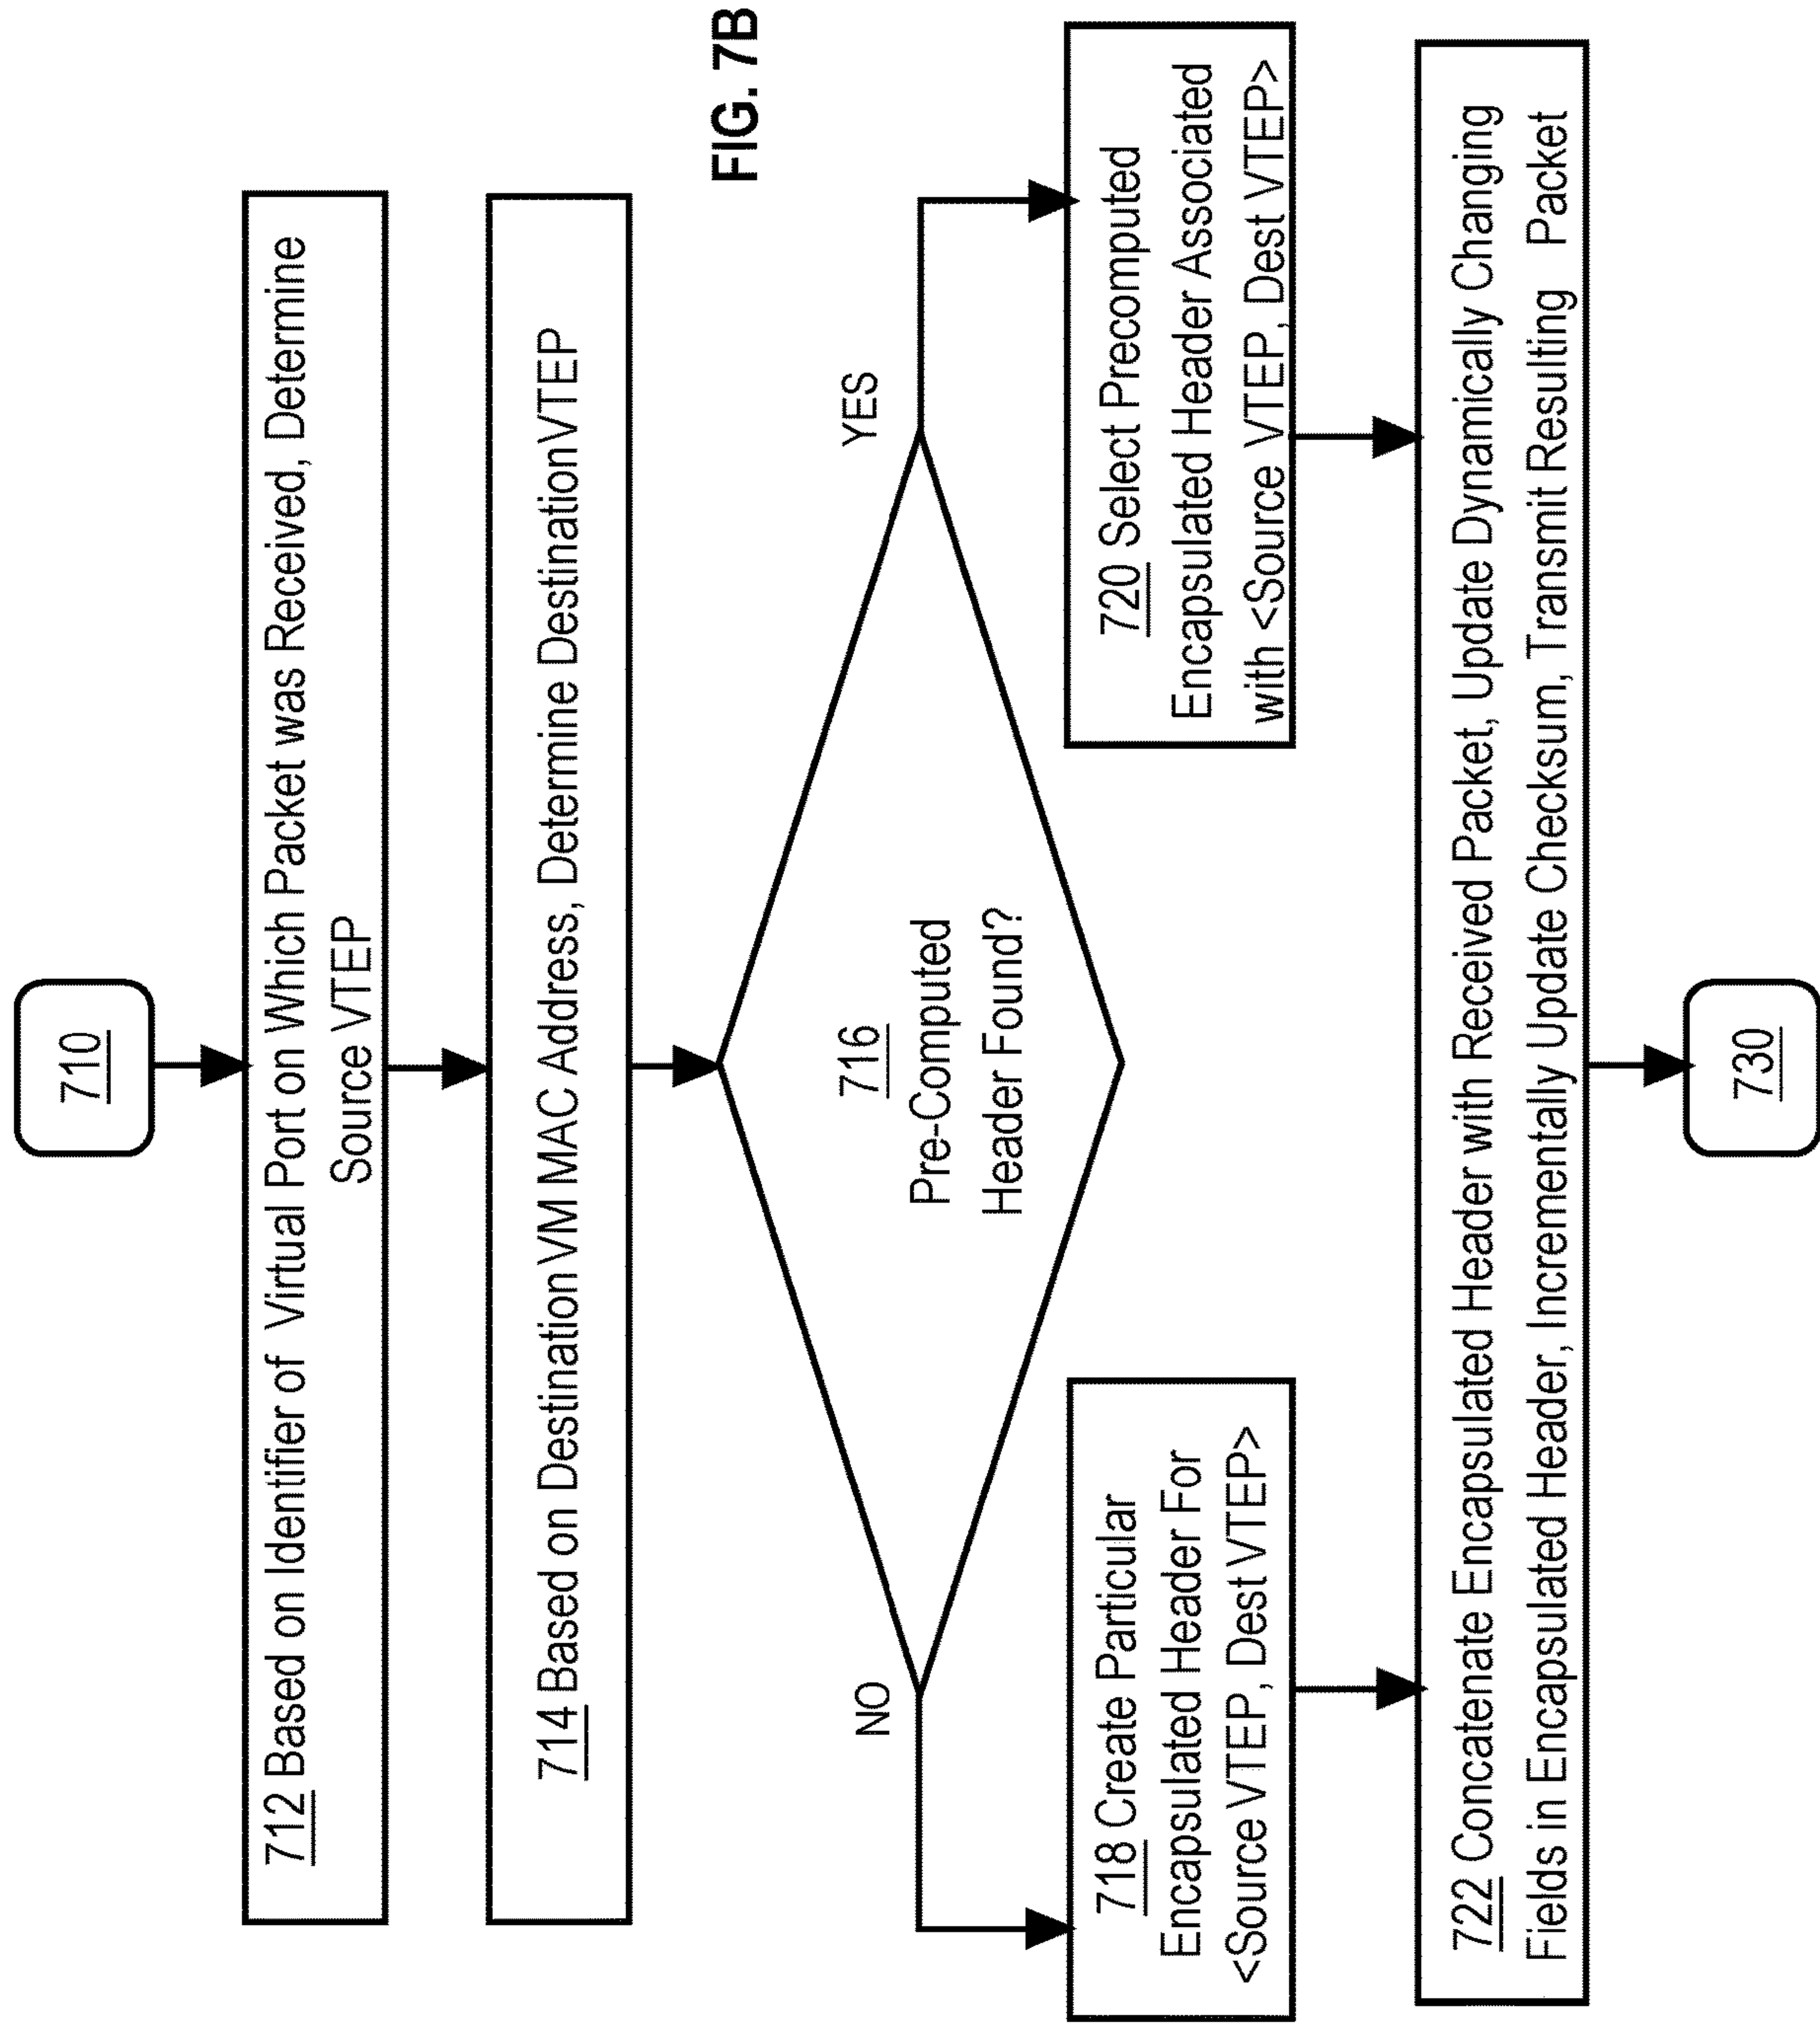 710
712 Based on Identifier of Virtual Port on Which Packet was Received, Determine
Source VTEP
714 Based on Destination VM MAC Address, Determine Destination VTEP
FIG. 7B
716
Pre-Computed
Header Found?
NO
YES
718 Create Particular
Encapsulated Header For
<Source VTEP, Dest VTEP>
720 Select Precomputed
Encapsulated Header Associated
with <Source VTEP, Dest VTEP>
722 Concatenate Encapsulated Header with Received Packet, Update Dynamically Changing
Fields in Encapsulated Header, Incrementally Update Checksum, Transmit Resulting Packet
730